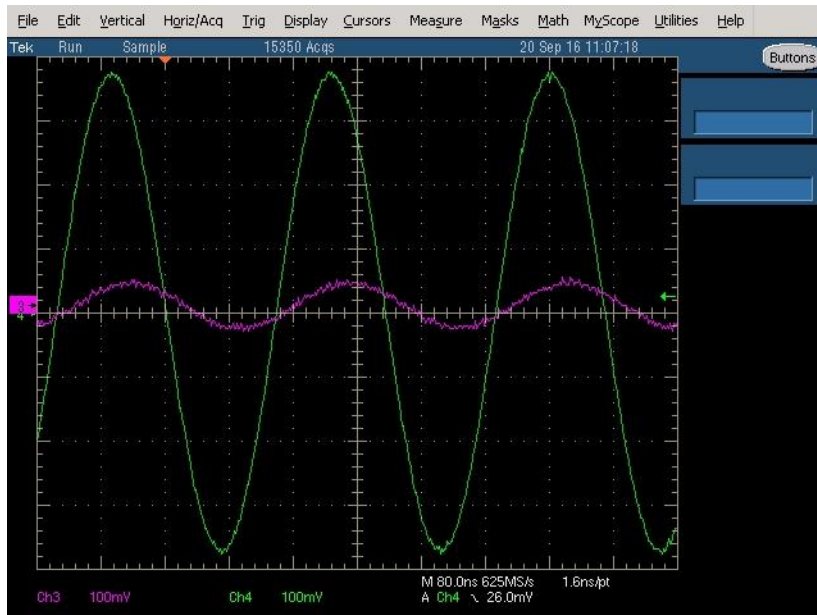 File Edit Vertical Horiz/Acq Trig Display Cursors Measure Masks Math MyScope Utilities Help
Tek Run Sample 15350 Acqs 20 Sep 16 11:07:18
Buttons
3
4
M 80.0ns 625MS/s 1.6ns/pt
Ch3 100mV Ch4 100mV A Ch4 26.0mV